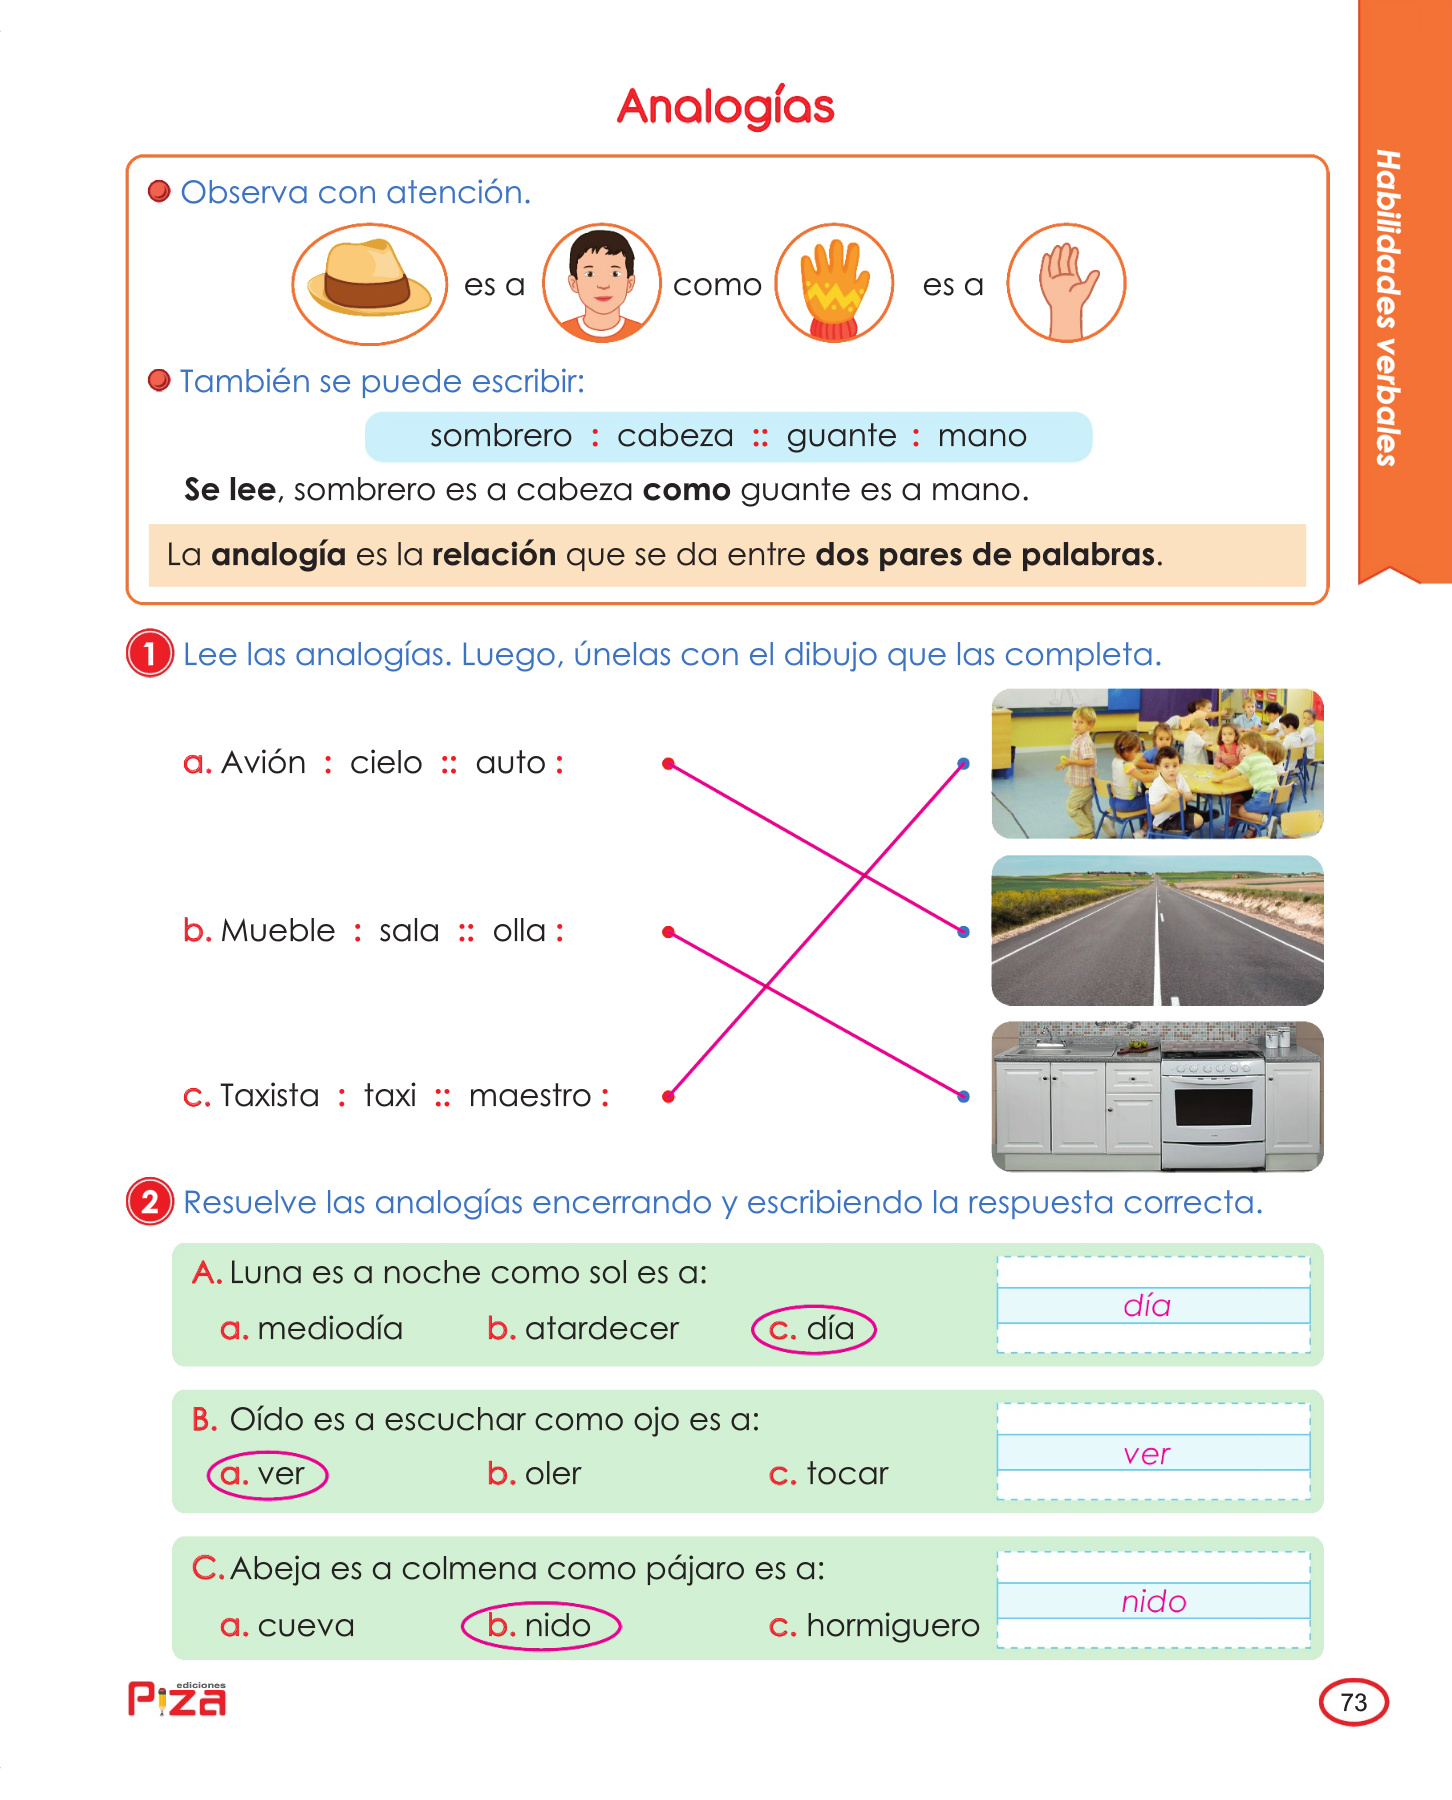 Analogías
Habilidades verbales
Observa con atención.
es a como es a
También se puede escribir:
sombrero : cabeza :: guante : mano
Se lee, sombrero es a cabeza como guante es a mano.
La analogía es la relación que se da entre dos pares de palabras.
1 Lee las analogías. Luego, únelas con el dibujo que las completa.
a. Avión : cielo :: auto :
b. Mueble : sala :: olla :
c. Taxista : taxi :: maestro :
2 Resuelve las analogías encerrando y escribiendo la respuesta correcta.
A. Luna es a noche como sol es a:
a. mediodía b. atardecer c. día
día
B. Oído es a escuchar como ojo es a:
a. ver b. oler c. tocar
ver
C. Abeja es a colmena como pájaro es a:
a. cueva b. nido c. hormiguero
nido
ediciones
Piza
73